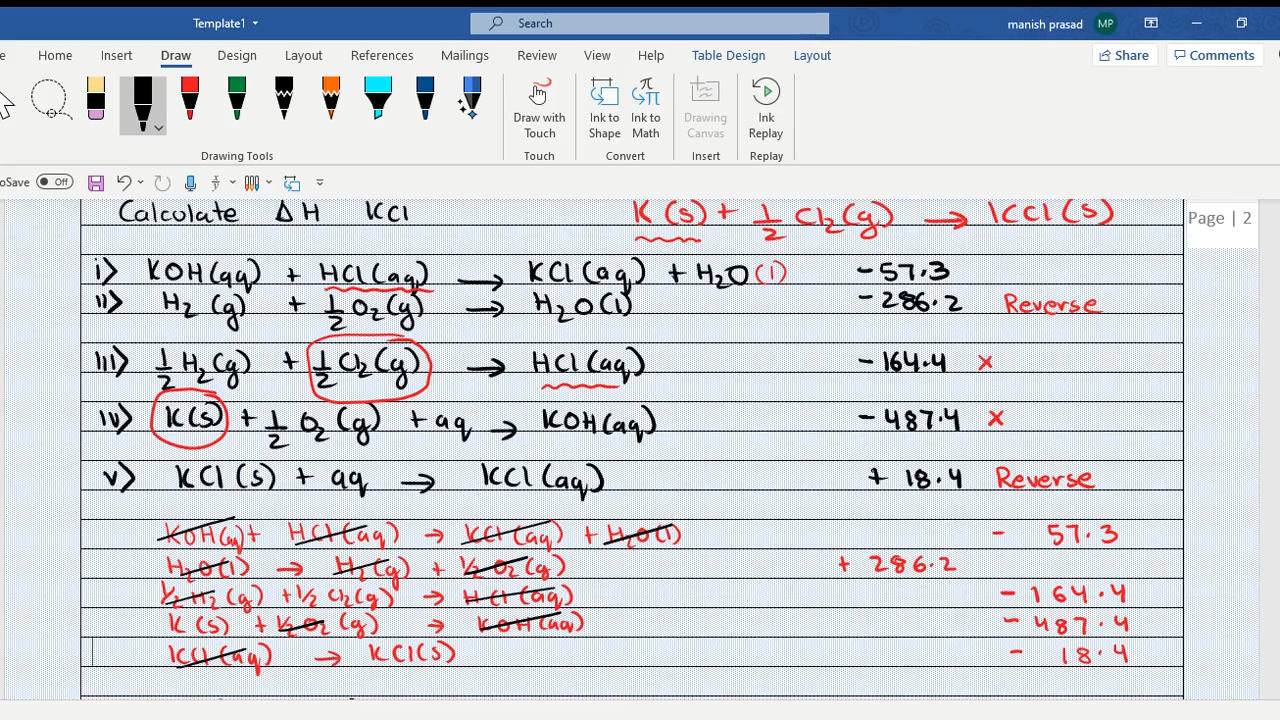 Template1
Search
manish prasad MP
Home Insert Draw Design Layout References Mailings Review View Help Table Design Layout Share Comments
Draw with Touch
Ink to Shape
Ink to Math
Drawing Canvas
Ink Replay
Drawing Tools Touch Convert Insert Replay
oSave Off
Page | 2
Calculate ΔH KCl K(s) + 1/2 Cl2(g) → KCl(s)
i) KOH(aq) + HCl(aq) → KCl(aq) + H2O(l) -57.3
ii) H2(g) + 1/2 O2(g) → H2O(l) -286.2 Reverse
iii) 1/2 H2(g) + 1/2 Cl2(g) → HCl(aq) -164.4 ×
iv) K(s) + 1/2 O2(g) + aq → KOH(aq) -487.4 ×
v) KCl(s) + aq → KCl(aq) +18.4 Reverse
KOH(aq) + HCl(aq) → KCl(aq) + H2O(l) -57.3
H2O(l) → H2(g) + 1/2 O2(g) +286.2
1/2 H2(g) + 1/2 Cl2(g) → HCl(aq) -164.4
K(s) + 1/2 O2(g) → KOH(aq) -487.4
KCl(aq) → KCl(s) -18.4